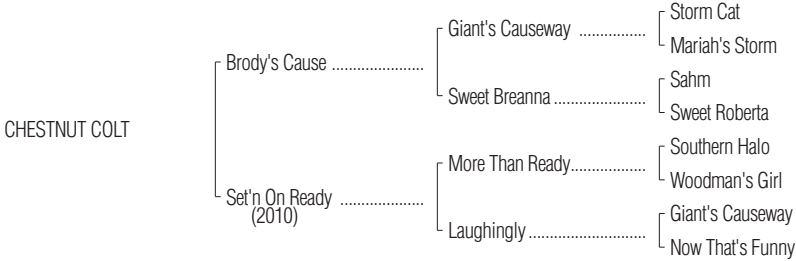 Storm Cat
Giant's Causeway ................
Mariah's Storm
Brody's Cause ......................
Sahm
Sweet Breanna ......................
Sweet Roberta
CHESTNUT COLT
Southern Halo
More Than Ready..................
Woodman's Girl
Set'n On Ready ....................
(2010)
Giant's Causeway
Laughingly............................
Now That's Funny